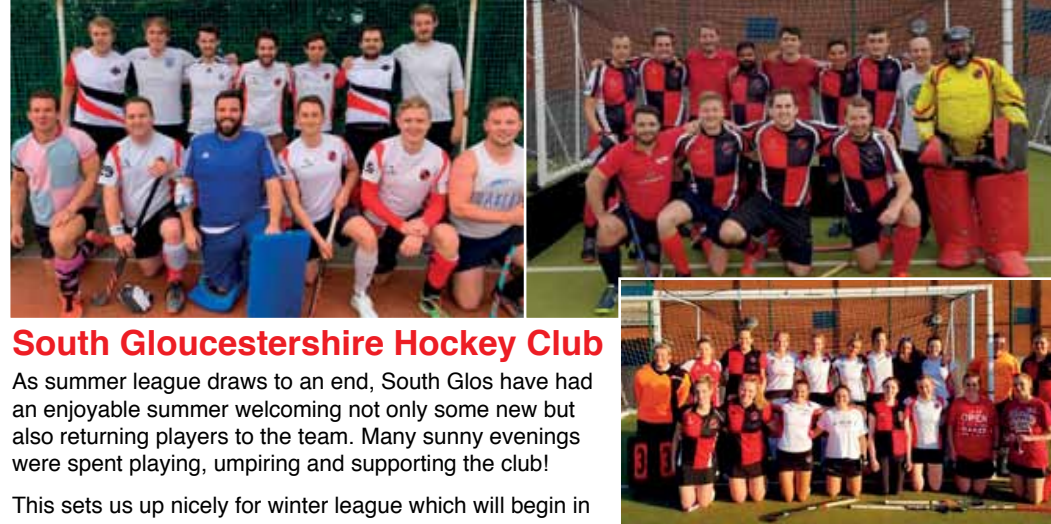 South Gloucestershire Hockey Club
As summer league draws to an end, South Glos have had
an enjoyable summer welcoming not only some new but
also returning players to the team. Many sunny evenings
were spent playing, umpiring and supporting the club!
This sets us up nicely for winter league which will begin in